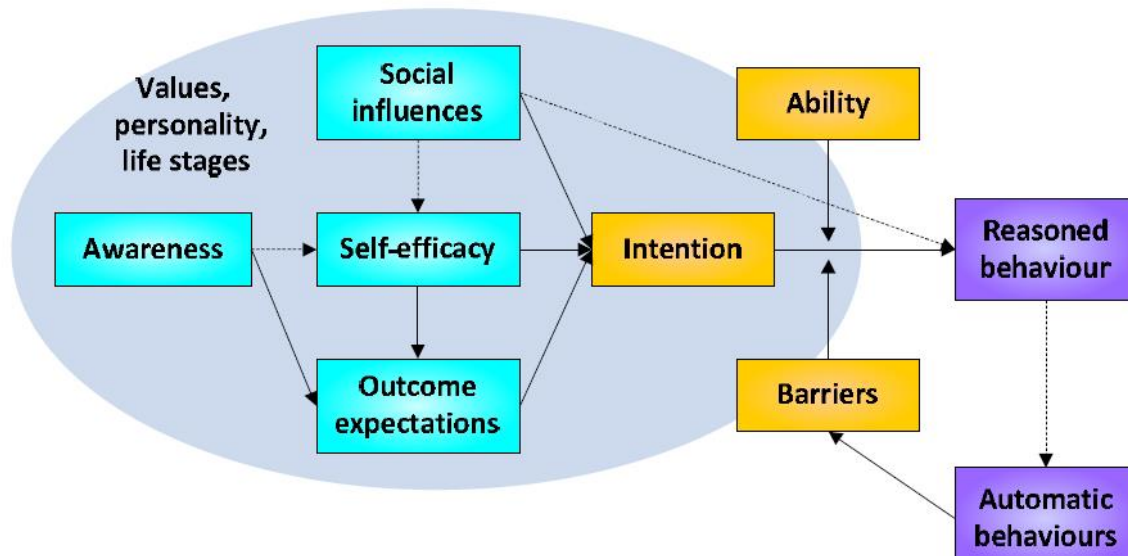 Values,
personality,
life stages
Social
influences
Ability
Awareness
Self-efficacy
Intention
Reasoned
behaviour
Outcome
expectations
Barriers
Automatic
behaviours